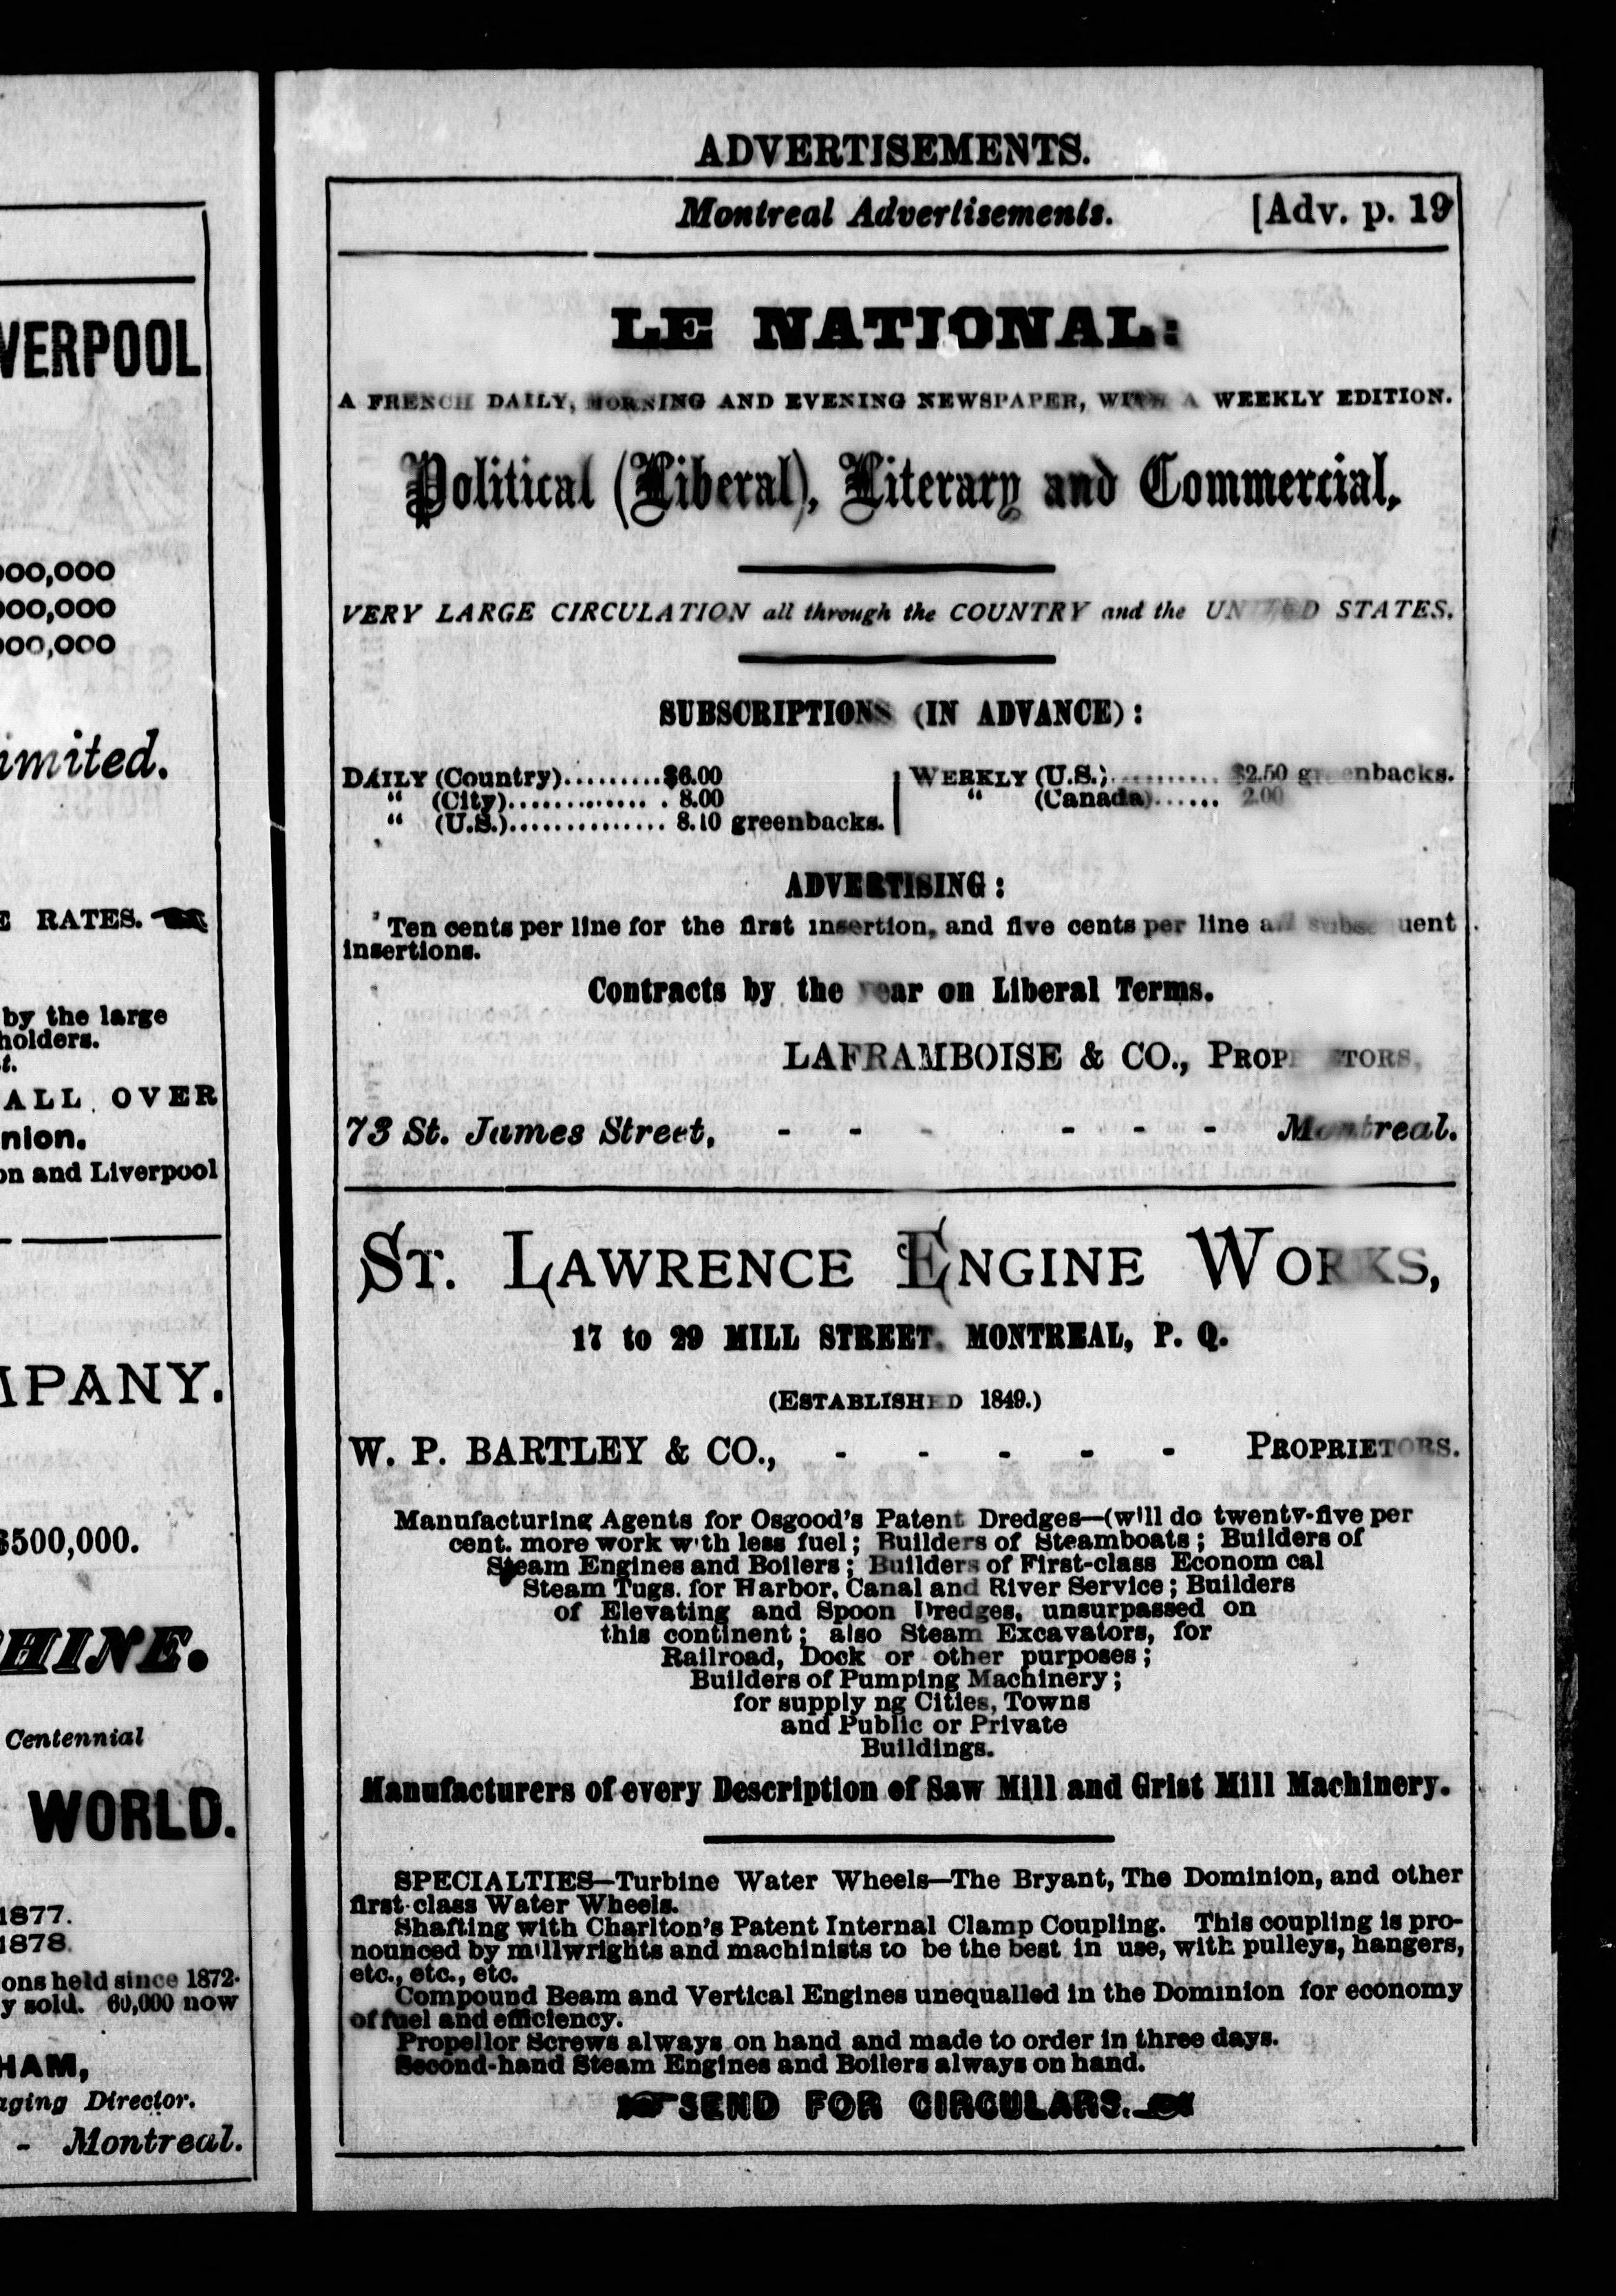 VERPOOL
000,000
000,000
000,000
imited.
RATES.
by the large
holders.
ALL OVER
nion.
on and Liverpool
MPANY.
$500,000.
HINE.
Centennial
WORLD.
1877.
1878.
ons held since 1872.
y sold. 60,000 now
HAM,
aging Director.
- Montreal.
ADVERTISEMENTS.
Montreal Advertisements. [Adv. p. 19
LE NATIONAL:
A FRENCH DAILY, MORNING AND EVENING NEWSPAPER, WITH A WEEKLY EDITION.
Political (Liberal), Literary and Commercial,
VERY LARGE CIRCULATION all through the COUNTRY and the UNITED STATES.
SUBSCRIPTIONS (IN ADVANCE):
DAILY (Country).........$6.00
“ (City)............. . 8.00
“ (U.S.)............... 8.10 greenbacks.
WEEKLY (U.S.).......... $2.50 greenbacks.
“ (Canada)...... 2.00
ADVERTISING:
Ten cents per line for the first insertion, and five cents per line all subsequent
insertions.
Contracts by the year on Liberal Terms.
LAFRAMBOISE & CO., PROPRIETORS,
73 St. James Street, - - - - - - Montreal.
ST. LAWRENCE ENGINE WORKS,
17 to 29 MILL STREET, MONTREAL, P. Q.
(ESTABLISHED 1849.)
W. P. BARTLEY & CO., - - - - - PROPRIETORS.
Manufacturing Agents for Osgood's Patent Dredges—(will do twenty-five per
cent. more work with less fuel; Builders of Steamboats; Builders of
Steam Engines and Boilers; Builders of First-class Econom cal
Steam Tugs. for Harbor, Canal and River Service; Builders
of Elevating and Spoon Dredges, unsurpassed on
this continent; also Steam Excavators, for
Railroad, Dock or other purposes;
Builders of Pumping Machinery;
for supply ng Cities, Towns
and Public or Private
Buildings.
Manufacturers of every Description of Saw Mill and Grist Mill Machinery.
SPECIALTIES—Turbine Water Wheels—The Bryant, The Dominion, and other
first-class Water Wheels.
Shafting with Charlton's Patent Internal Clamp Coupling. This coupling is pro-
nounced by millwrights and machinists to be the best in use, with pulleys, hangers,
etc., etc., etc.
Compound Beam and Vertical Engines unequalled in the Dominion for economy
of fuel and efficiency.
Propellor Screws always on hand and made to order in three days.
Second-hand Steam Engines and Boilers always on hand.
SEND FOR CIRCULARS.